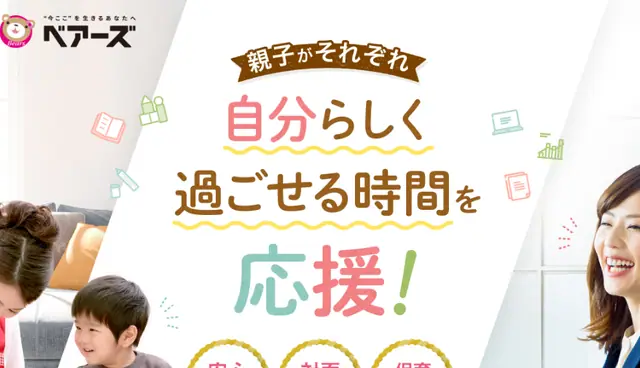 “今ここ”を生きるあなたへ
ベアーズ
親子がそれぞれ
自分らしく
過ごせる時間を
応援!